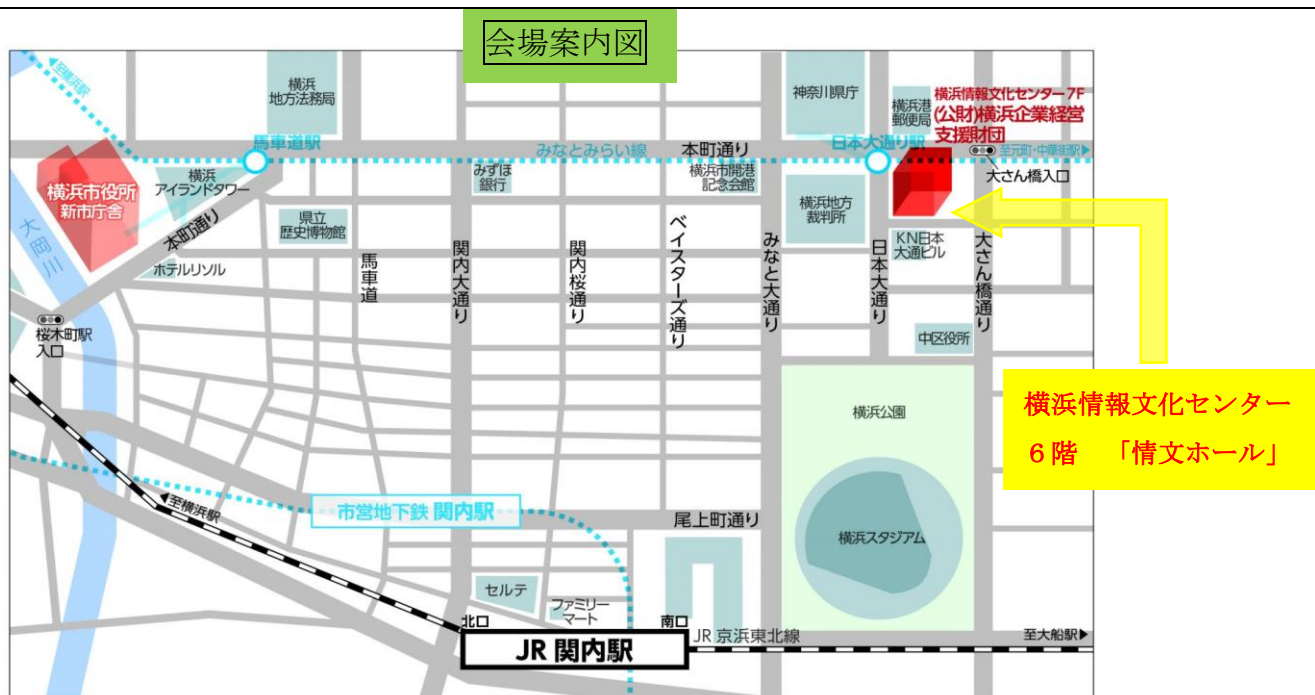 会場案内図
◀至横浜駅
横浜
地方法務局
神奈川県庁
横浜港
郵便局
横浜情報文化センター7F
(公財)横浜企業経営
支援財団
馬車道駅
みなとみらい線
本町通り
日本大通り駅
至元町・中華街駅▶
大さん橋入口
横浜市役所
新市庁舎
横浜
アイランドタワー
みずほ
銀行
横浜市開港
記念会館
横浜地方
裁判所
大岡川
本町通り
県立
歴史博物館
ホテルリソル
馬車道
関内大通り
関内桜通り
ベイスターズ通り
みなと大通り
日本大通り
KN日本
大通ビル
大さん橋通り
桜木町駅
入口
中区役所
横浜情報文化センター
6階 「情文ホール」
横浜公園
◀至横浜駅
市営地下鉄 関内駅
尾上町通り
横浜スタジアム
セルテ
ファミリー
マート
北口
南口
JR 関内駅
JR 京浜東北線
至大船駅▶